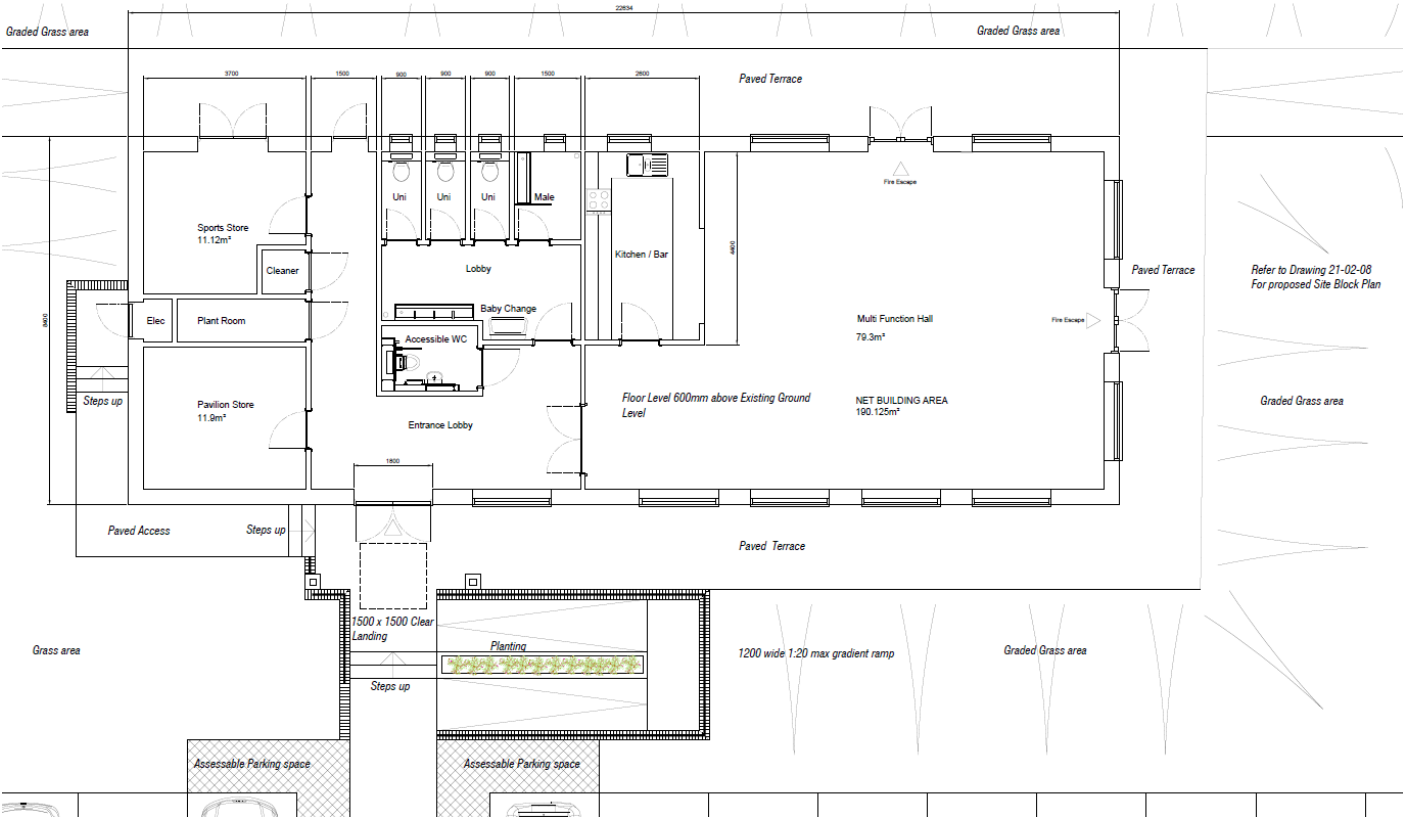 22634
Graded Grass area
Graded Grass area
3700
1500
900
900
900
1500
2600
Paved Terrace
Fire Escape
Uni
Uni
Uni
Male
Sports Store
11.12m²
Kitchen / Bar
4400
Cleaner
Lobby
Paved Terrace
Refer to Drawing 21-02-08
For proposed Site Block Plan
Baby Change
8400
Elec
Plant Room
Multi Function Hall
79.3m²
Fire Escape
Accessible WC
Steps up
Pavilion Store
11.9m²
Floor Level 600mm above Existing Ground
Level
NET BUILDING AREA
190.125m²
Graded Grass area
Entrance Lobby
1800
Paved Access
Steps up
Paved Terrace
1500 x 1500 Clear
Landing
Planting
Grass area
1200 wide 1:20 max gradient ramp
Graded Grass area
Steps up
Assessable Parking space
Assessable Parking space